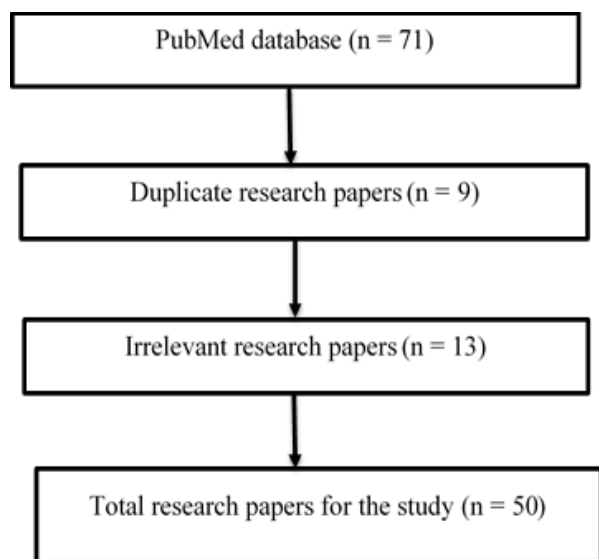 PubMed database (n = 71)
Duplicate research papers (n = 9)
Irrelevant research papers (n = 13)
Total research papers for the study (n = 50)